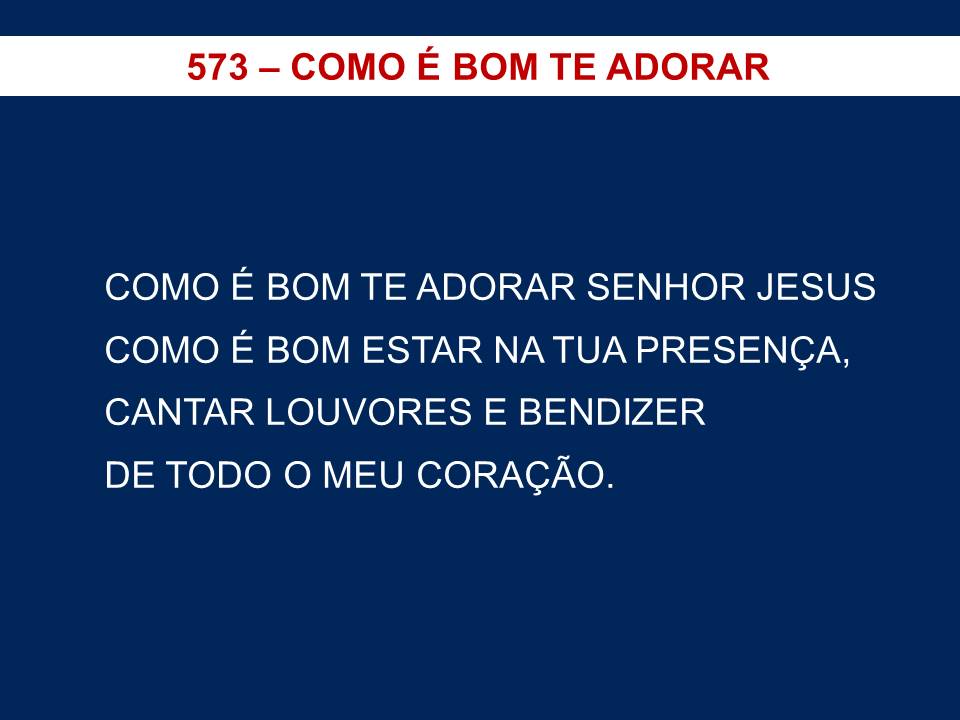 573 – COMO É BOM TE ADORAR
COMO É BOM TE ADORAR SENHOR JESUS
COMO É BOM ESTAR NA TUA PRESENÇA,
CANTAR LOUVORES E BENDIZER
DE TODO O MEU CORAÇÃO.